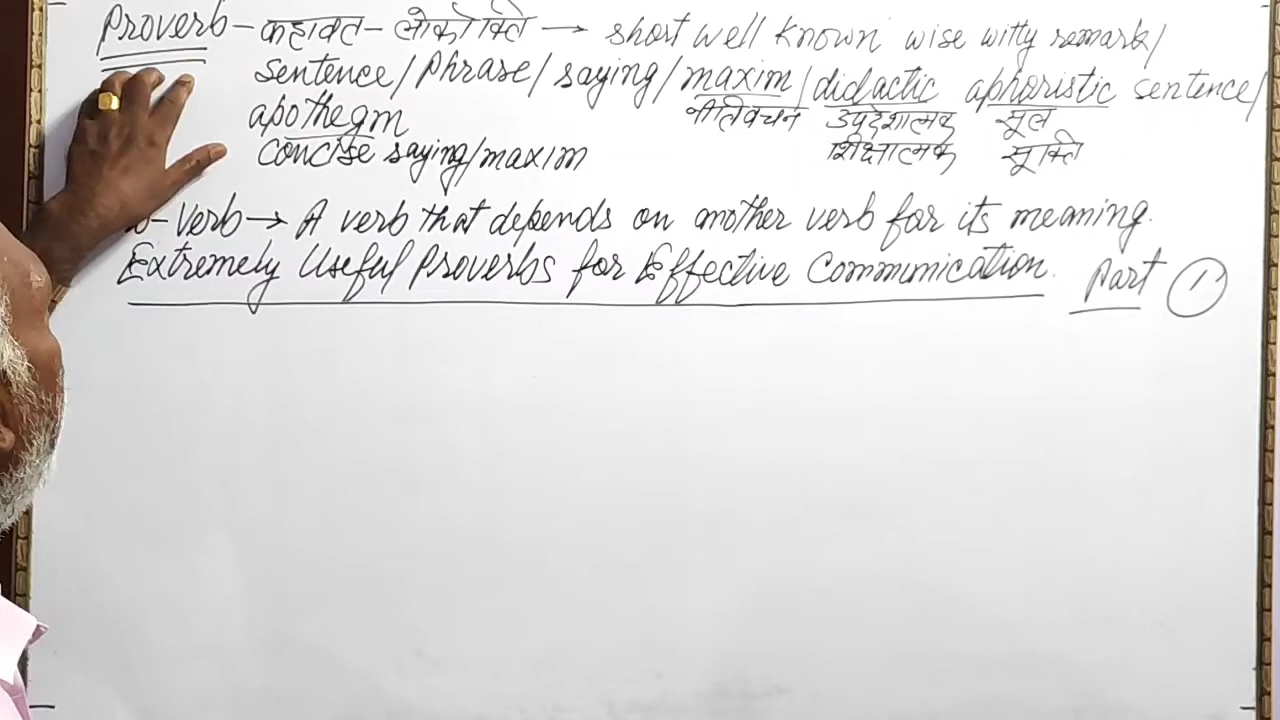 Proverb - कहावत - लोकोक्ति → short well known wise witty remark/
sentence/phrase/saying/maxim/didactic aphoristic sentence/
नीतिवचन उपदेशात्मक सूत्र
apothegm
शिक्षात्मक सूक्ति
concise saying/maxim
-Verb → A verb that depends on another verb for its meaning.
Extremely Useful Proverbs for Effective Communication. Part 1